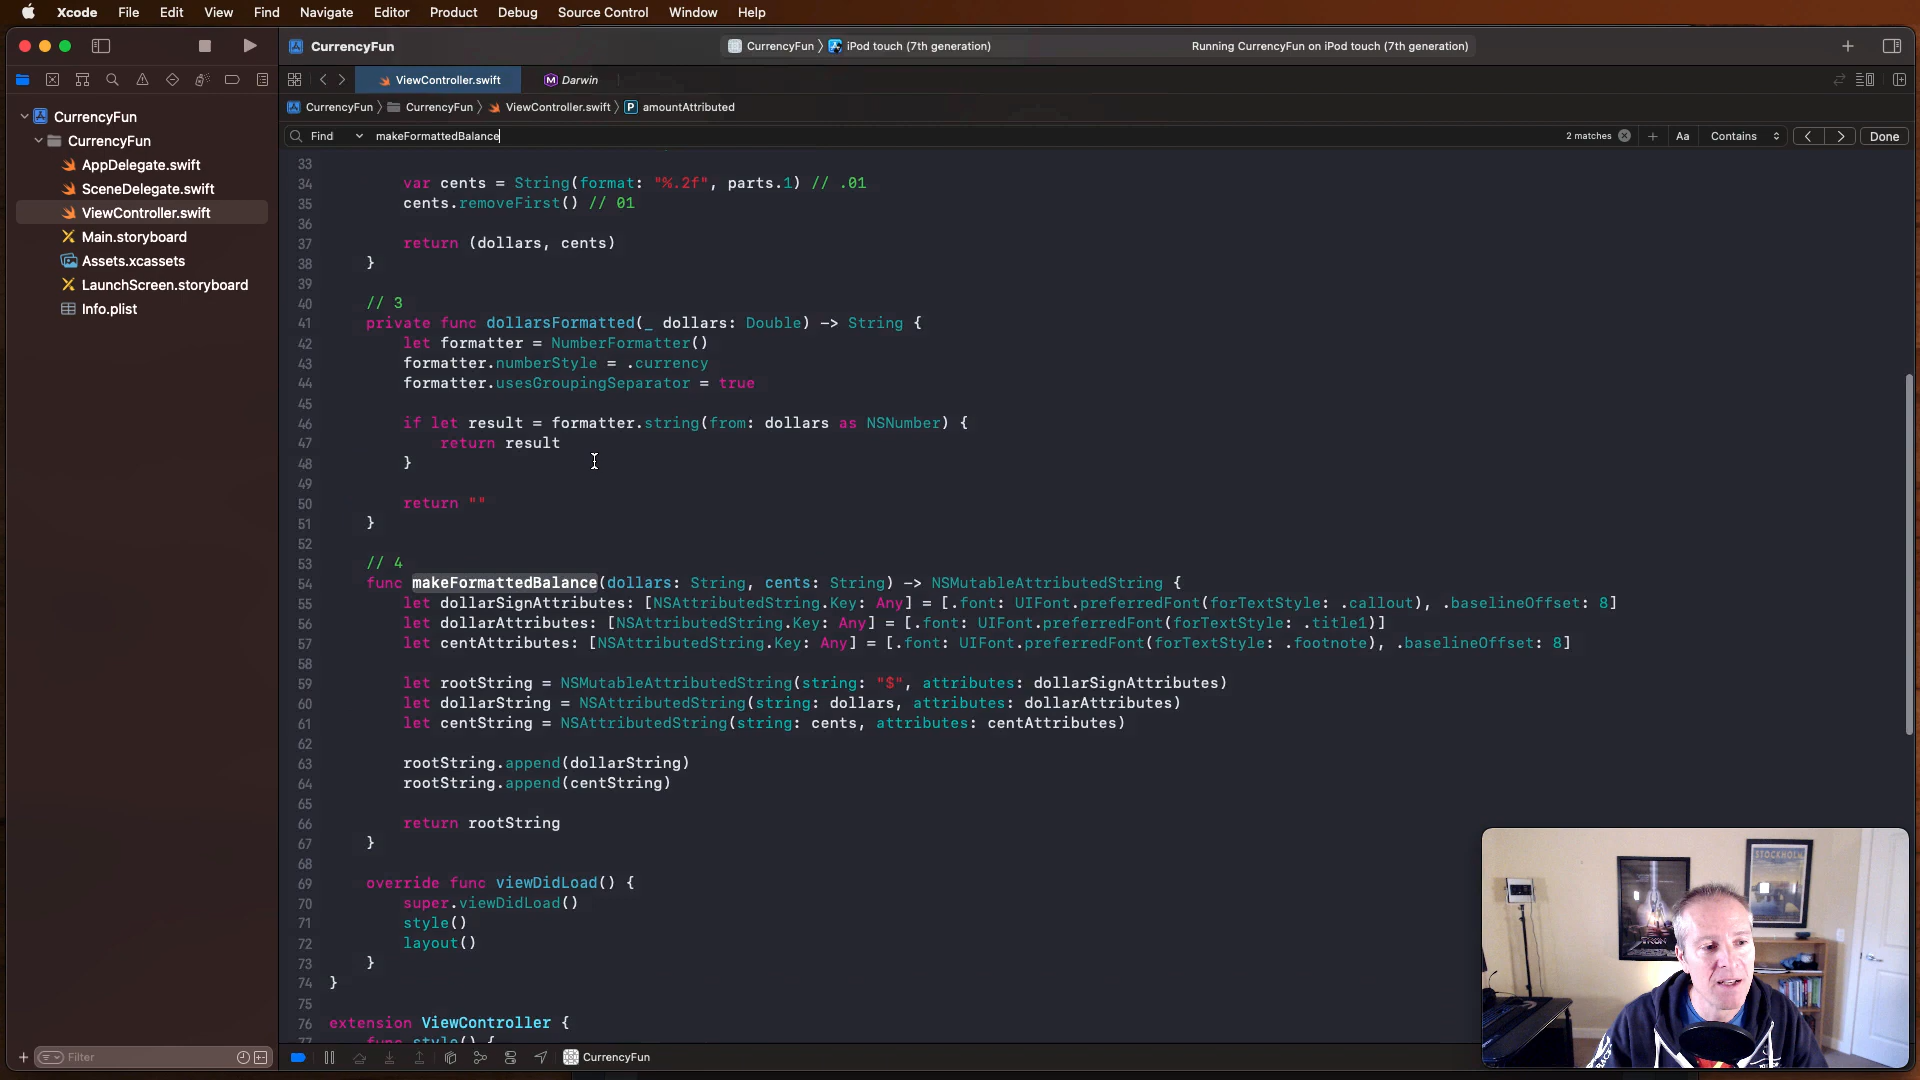 Xcode File Edit View Find Navigate Editor Product Debug Source Control Window Help
CurrencyFun
CurrencyFun iPod touch (7th generation)
Running CurrencyFun on iPod touch (7th generation)
ViewController.swift
Darwin
CurrencyFun CurrencyFun ViewController.swift P amountAttributed
Find makeFormattedBalance
2 matches Aa Contains Done
CurrencyFun
CurrencyFun
AppDelegate.swift
SceneDelegate.swift
ViewController.swift
Main.storyboard
Assets.xcassets
LaunchScreen.storyboard
Info.plist
33
34 var cents = String(format: "%.2f", parts.1) // .01
35 cents.removeFirst() // 01
36
37 return (dollars, cents)
38 }
39
40 // 3
41 private func dollarsFormatted(_ dollars: Double) -> String {
42 let formatter = NumberFormatter()
43 formatter.numberStyle = .currency
44 formatter.usesGroupingSeparator = true
45
46 if let result = formatter.string(from: dollars as NSNumber) {
47 return result
48 }
49
50 return ""
51 }
52
53 // 4
54 func makeFormattedBalance(dollars: String, cents: String) -> NSMutableAttributedString {
55 let dollarSignAttributes: [NSAttributedString.Key: Any] = [.font: UIFont.preferredFont(forTextStyle: .callout), .baselineOffset: 8]
56 let dollarAttributes: [NSAttributedString.Key: Any] = [.font: UIFont.preferredFont(forTextStyle: .title1)]
57 let centAttributes: [NSAttributedString.Key: Any] = [.font: UIFont.preferredFont(forTextStyle: .footnote), .baselineOffset: 8]
58
59 let rootString = NSMutableAttributedString(string: "$", attributes: dollarSignAttributes)
60 let dollarString = NSAttributedString(string: dollars, attributes: dollarAttributes)
61 let centString = NSAttributedString(string: cents, attributes: centAttributes)
62
63 rootString.append(dollarString)
64 rootString.append(centString)
65
66 return rootString
67 }
68
69 override func viewDidLoad() {
70 super.viewDidLoad()
71 style()
72 layout()
73 }
74 }
75
76 extension ViewController {
77 func style() {
Filter
CurrencyFun
STOCKHOLM
TRON